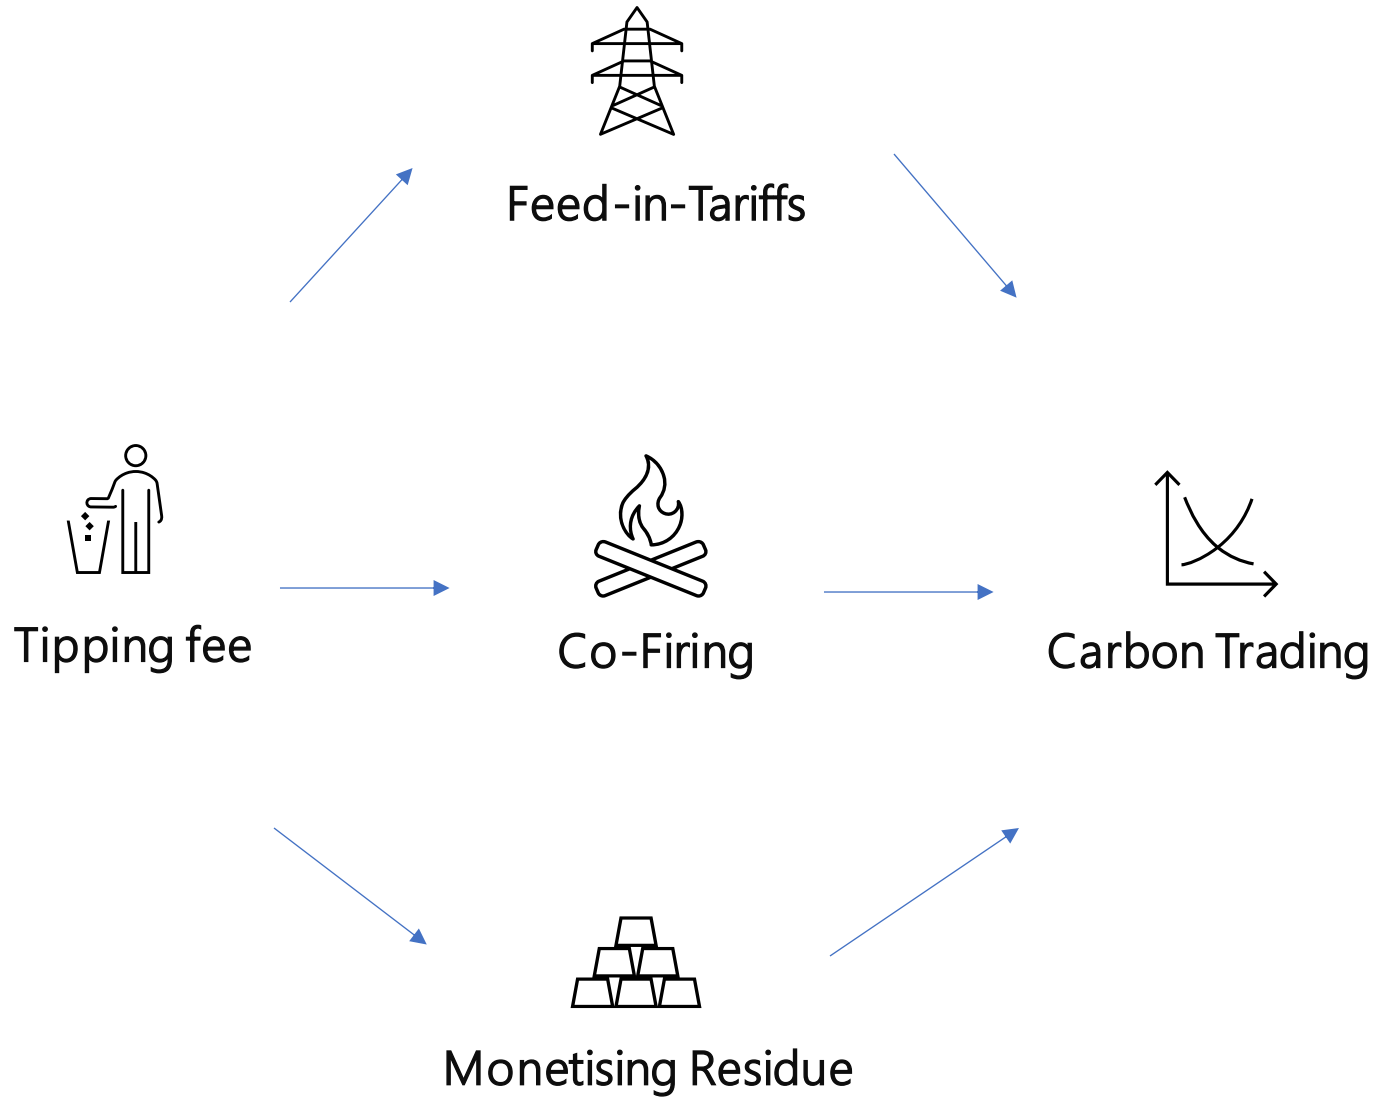 Feed-in-Tariffs
Tipping fee
Co-Firing
Carbon Trading
Monetising Residue